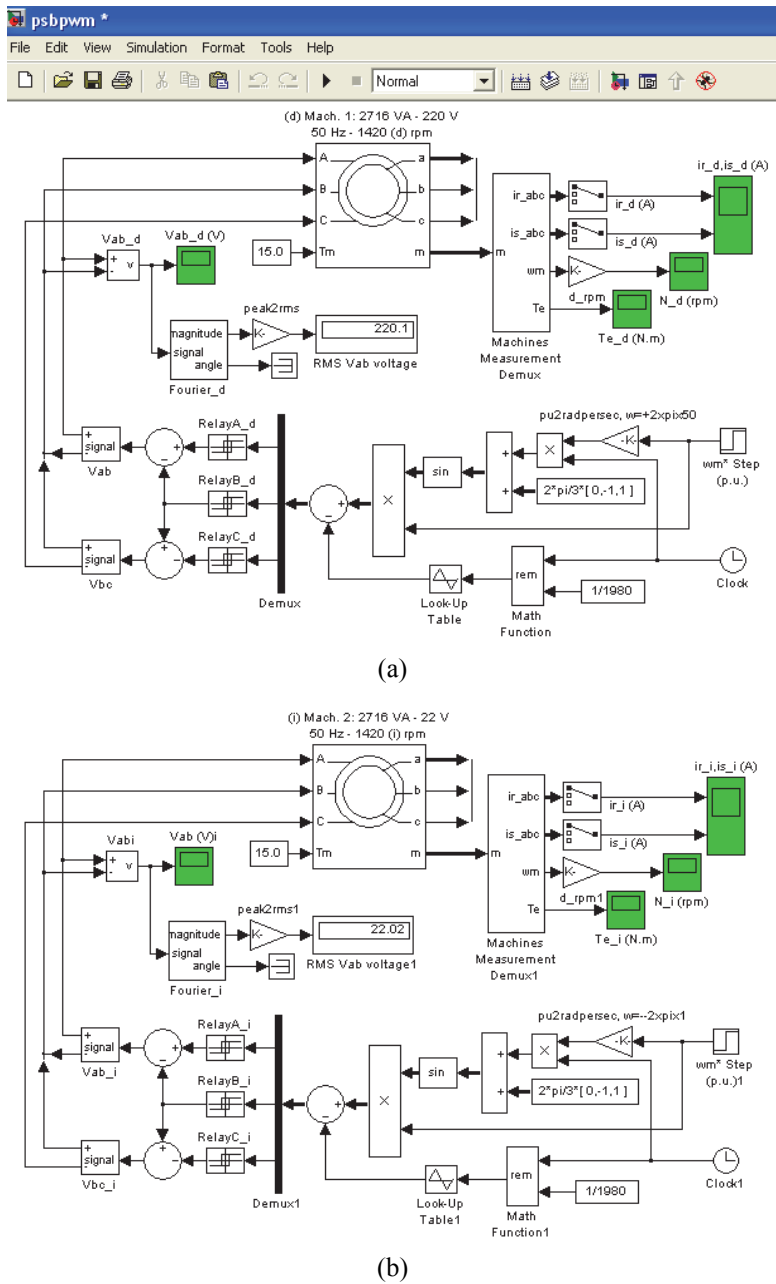 psbpwm *
File Edit View Simulation Format Tools Help
Normal
(d) Mach. 1: 2716 VA - 220 V
50 Hz - 1420 (d) rpm
A
B
C
Tm
a
b
c
m
15.0
Vab_d
+
-
v
Vab_d (V)
m
ir_abc
is_abc
wm
Te
Machines
Measurement
Demux
ir_d (A)
is_d (A)
ir_d,is_d (A)
K-
d_rpm
N_d (rpm)
Te_d (N.m)
peak2rms
magnitude
signal
angle
Fourier_d
K-
220.1
RMS Vab voltage
RelayA_d
RelayB_d
RelayC_d
+
signal
-
Vab
+
signal
-
Vbc
+
-
+
-
Demux
+
-
×
sin
+
+
×
pu2radpersec, w=+2xpix50
-K-
2*pi/3*[ 0,-1,1 ]
wm* Step
(p.u.)
Look-Up
Table
rem
Math
Function
1/1980
Clock
(a)
(i) Mach. 2: 2716 VA - 22 V
50 Hz - 1420 (i) rpm
A
B
C
Tm
a
b
c
m
15.0
Vabi
+
-
v
Vab (V)i
m
ir_abc
is_abc
wm
Te
Machines
Measurement
Demux1
ir_i (A)
is_i (A)
ir_i,is_i (A)
K-
d_rpm1
N_i (rpm)
Te_i (N.m)
peak2rms1
magnitude
signal
angle
Fourier_i
K-
22.02
RMS Vab voltage1
RelayA_i
RelayB_i
RelayC_i
+
signal
-
Vab_i
+
signal
-
Vbc_i
+
-
+
-
Demux1
+
-
×
sin
+
+
×
pu2radpersec, w=--2xpix1
-K-
2*pi/3*[ 0,-1,1 ]
wm* Step
(p.u.)1
Look-Up
Table1
rem
Math
Function1
1/1980
Clock1
(b)